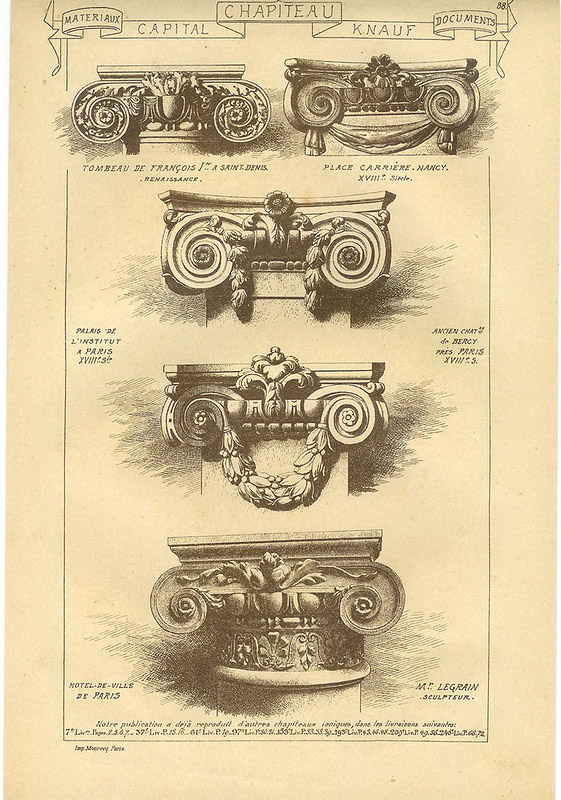 88.
MATERIAUX
CHAPITEAU
DOCUMENTS
CAPITAL
KNAUF
TOMBEAU DE FRANÇOIS Ier A SAINT-DENIS.
RENAISSANCE.
PLACE CARRIÈRE. NANCY.
XVIIIe Siècle.
PALAIS DE
L'INSTITUT
A PARIS
XVIIIe Sle
ANCIEN CHATau
de BERCY
PRÈS PARIS
XVIIIe S.
HOTEL-DE-VILLE
DE PARIS
Mr LEGRAIN
SCULPTEUR.
Notre publication a déjà reproduit d'autres chapiteaux ioniques, dans les livraisons suivantes:
Imp. Monrocq. Paris.